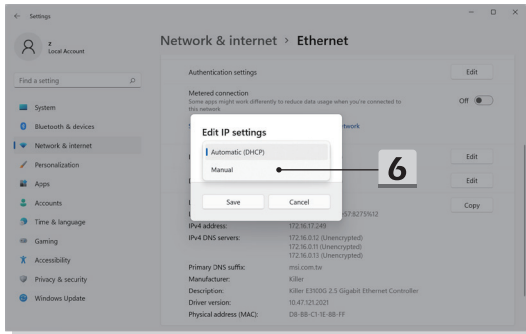 Settings
z
Local Account
Find a setting
System
Bluetooth & devices
Network & internet
Personalization
Apps
Accounts
Time & language
Gaming
Accessibility
Privacy & security
Windows Update
Network & internet > Ethernet
Authentication settings
Edit
Metered connection
Some apps might work differently to reduce data usage when you're connected to
this network
Off
Edit IP settings
Automatic (DHCP)
Manual
6
Save
Cancel
Edit
Edit
Copy
IPv4 address: 172.16.17.249
IPv4 DNS servers: 172.16.0.12 (Unencrypted)
172.16.0.11 (Unencrypted)
172.16.0.13 (Unencrypted)
Primary DNS suffix: msi.com.tw
Manufacturer: Killer
Description: Killer E3100G 2.5 Gigabit Ethernet Controller
Driver version: 10.47.121.2021
Physical address (MAC): D8-BB-C1-1E-8B-FF